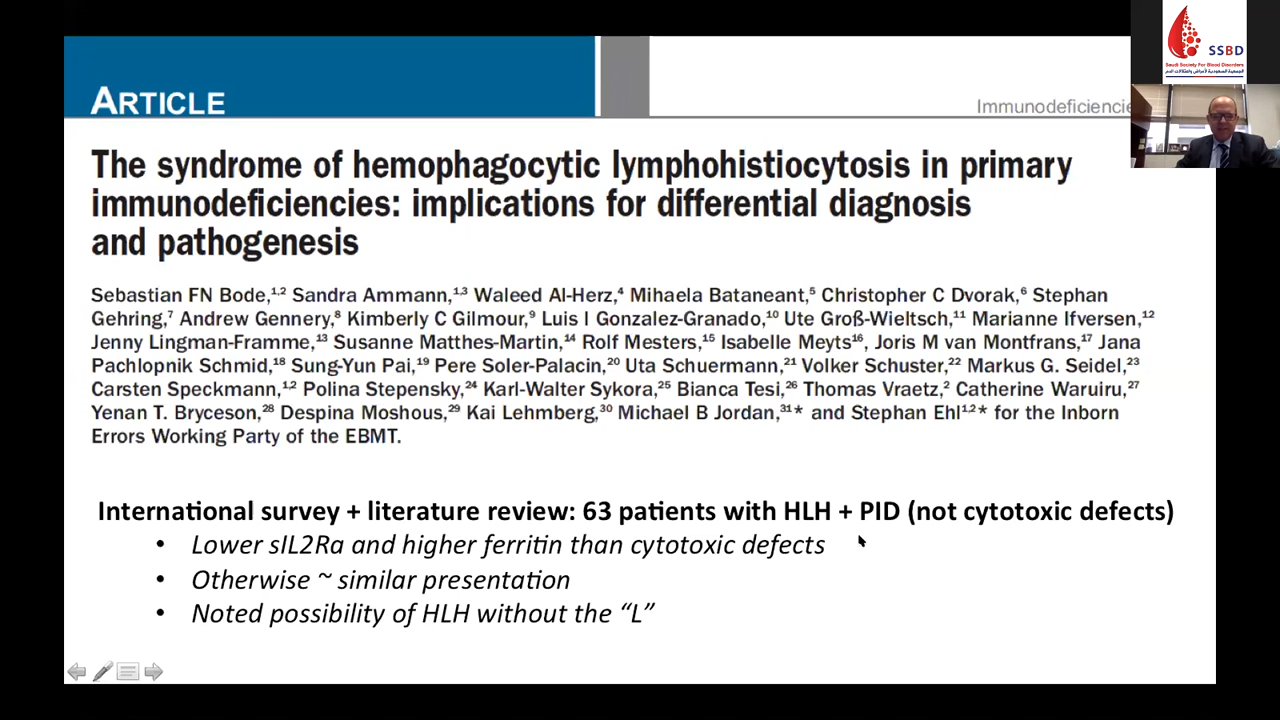 SSBD
Saudi Society For Blood Disorders
ARTICLE
Immunodeficiencie
The syndrome of hemophagocytic lymphohistiocytosis in primary
immunodeficiencies: implications for differential diagnosis
and pathogenesis
Sebastian FN Bode,1,2 Sandra Ammann,1,3 Waleed Al-Herz,4 Mihaela Bataneant,5 Christopher C Dvorak,6 Stephan
Gehring,7 Andrew Gennery,8 Kimberly C Gilmour,9 Luis I Gonzalez-Granado,10 Ute Groß-Wieltsch,11 Marianne Ifversen,12
Jenny Lingman-Framme,13 Susanne Matthes-Martin,14 Rolf Mesters,15 Isabelle Meyts16, Joris M van Montfrans,17 Jana
Pachlopnik Schmid,18 Sung-Yun Pai,19 Pere Soler-Palacin,20 Uta Schuermann,21 Volker Schuster,22 Markus G. Seidel,23
Carsten Speckmann,1,2 Polina Stepensky,24 Karl-Walter Sykora,25 Bianca Tesi,26 Thomas Vraetz,2 Catherine Waruiru,27
Yenan T. Bryceson,28 Despina Moshous,29 Kai Lehmberg,30 Michael B Jordan,31* and Stephan Ehl1,2* for the Inborn
Errors Working Party of the EBMT.
International survey + literature review: 63 patients with HLH + PID (not cytotoxic defects)
• Lower sIL2Ra and higher ferritin than cytotoxic defects
• Otherwise ~ similar presentation
• Noted possibility of HLH without the “L”